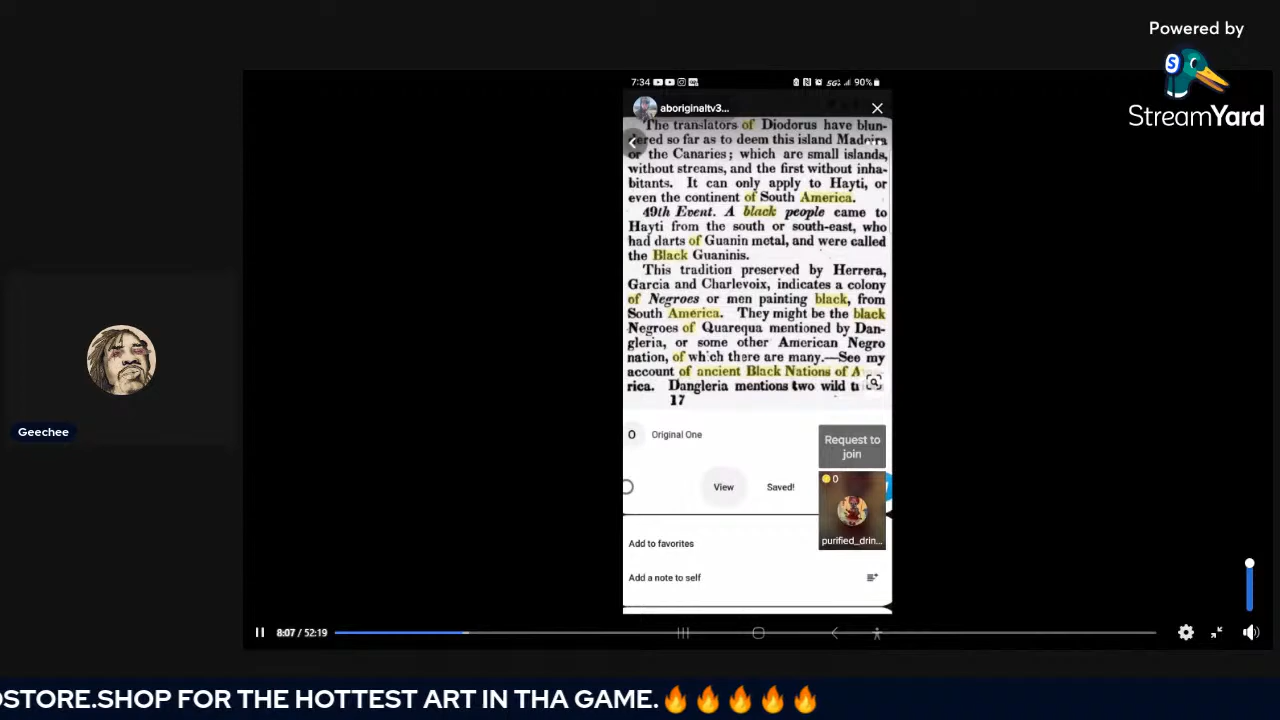 Powered by
StreamYard
7:34
5G
90%
aboriginaltv3...
The translators of Diodorus have blun-
dered so far as to deem this island Madeira
or the Canaries; which are small islands,
without streams, and the first without inha-
bitants. It can only apply to Hayti, or
even the continent of South America.
49th Event. A black people came to
Hayti from the south or south-east, who
had darts of Guanin metal, and were called
the Black Guaninis.
This tradition preserved by Herrera,
Garcia and Charlevoix, indicates a colony
of Negroes or men painting black, from
South America. They might be the black
Negroes of Quarequa mentioned by Dan-
gleria, or some other American Negro
nation, of which there are many.—See my
account of ancient Black Nations of A
rica. Dangleria mentions two wild
17
O Original One
Request to
join
View
Saved!
0
purified_drin...
Add to favorites
Add a note to self
Geechee
8:07 / 52:19
OSTORE.SHOP FOR THE HOTTEST ART IN THA GAME.🔥🔥🔥🔥🔥